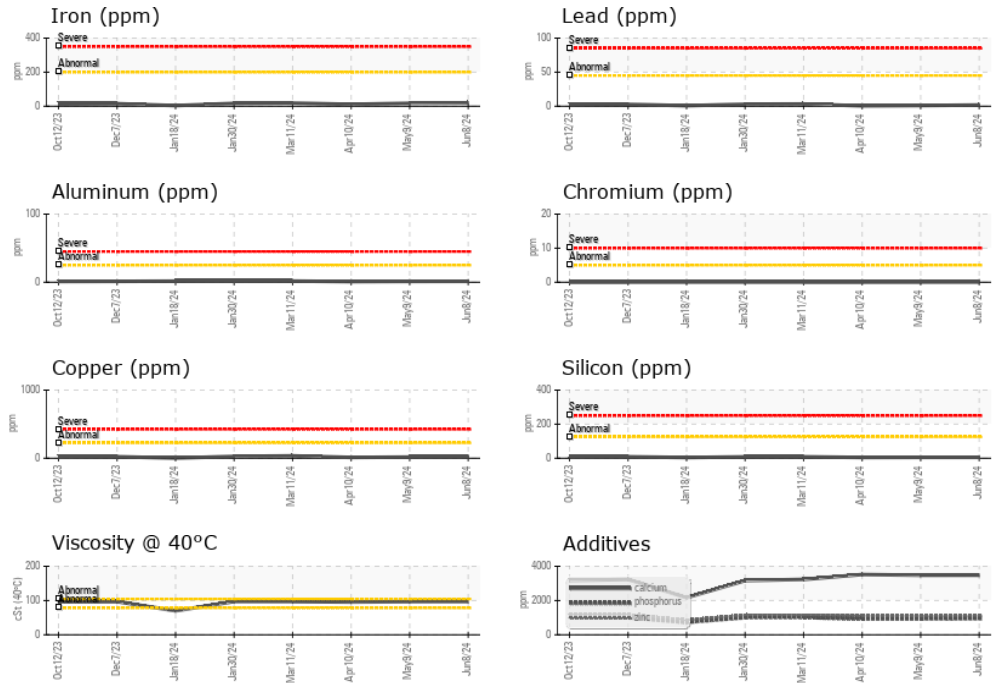 Iron (ppm)
400
Severe
Abnormal
200
0
ppm
Oct12/23
Dec7/23
Jan18/24
Jan30/24
Mar11/24
Apr10/24
May9/24
Jun8/24
Lead (ppm)
100
Severe
Abnormal
50
0
ppm
Oct12/23
Dec7/23
Jan18/24
Jan30/24
Mar11/24
Apr10/24
May9/24
Jun8/24
Aluminum (ppm)
100
Severe
Abnormal
0
ppm
Oct12/23
Dec7/23
Jan18/24
Jan30/24
Mar11/24
Apr10/24
May9/24
Jun8/24
Chromium (ppm)
20
Severe
10
Abnormal
0
ppm
Oct12/23
Dec7/23
Jan18/24
Jan30/24
Mar11/24
Apr10/24
May9/24
Jun8/24
Copper (ppm)
1000
Severe
Abnormal
0
ppm
Oct12/23
Dec7/23
Jan18/24
Jan30/24
Mar11/24
Apr10/24
May9/24
Jun8/24
Silicon (ppm)
400
Severe
200
Abnormal
0
ppm
Oct12/23
Dec7/23
Jan18/24
Jan30/24
Mar11/24
Apr10/24
May9/24
Jun8/24
Viscosity @ 40°C
200
Abnormal
100
Abnormal
0
cSt (40°C)
Oct12/23
Dec7/23
Jan18/24
Jan30/24
Mar11/24
Apr10/24
May9/24
Jun8/24
Additives
4000
calcium
2000
phosphorus
zinc
0
ppm
Oct12/23
Dec7/23
Jan18/24
Jan30/24
Mar11/24
Apr10/24
May9/24
Jun8/24